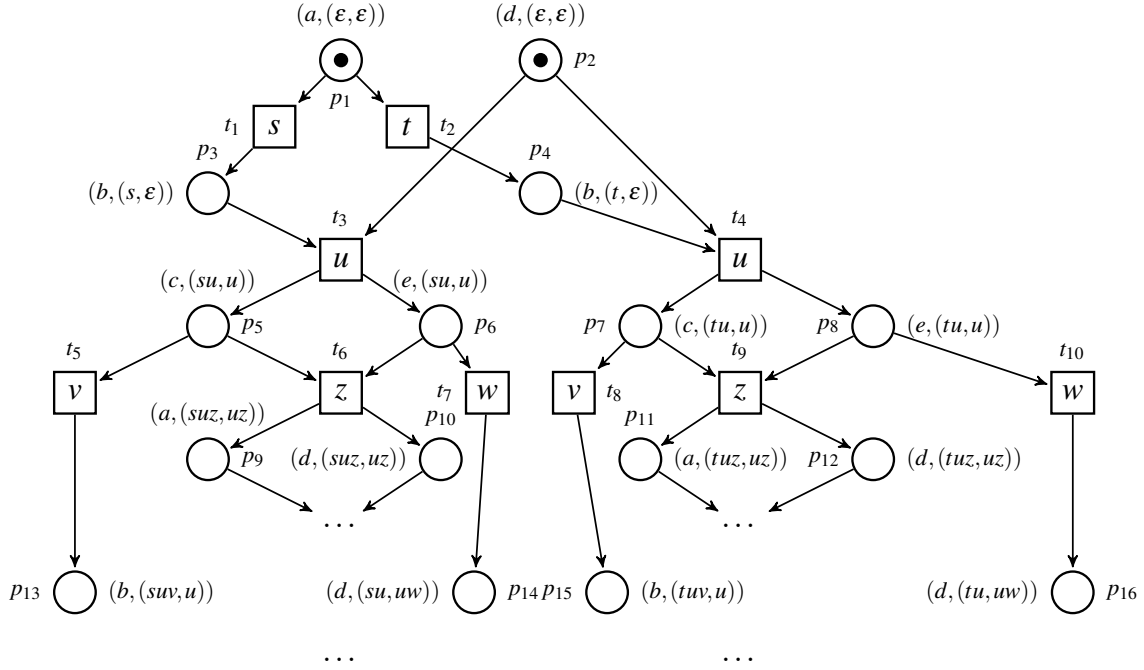 (a,(ε,ε)) (d,(ε,ε))
p2
p1
t1 s t t2
p3 p4
(b,(s,ε)) (b,(t,ε))
t3 t4
u u
(c,(su,u)) (e,(su,u))
p5 p6 p7 (c,(tu,u)) p8 (e,(tu,u))
t5 t6 t9 t10
v z t7 w v t8 z w
(a,(suz,uz)) p10 p11
p9 (d,(suz,uz)) (a,(tuz,uz)) p12 (d,(tuz,uz))
... ...
p13 (b,(suv,u)) (d,(su,uw)) p14 p15 (b,(tuv,u)) (d,(tu,uw)) p16
... ...